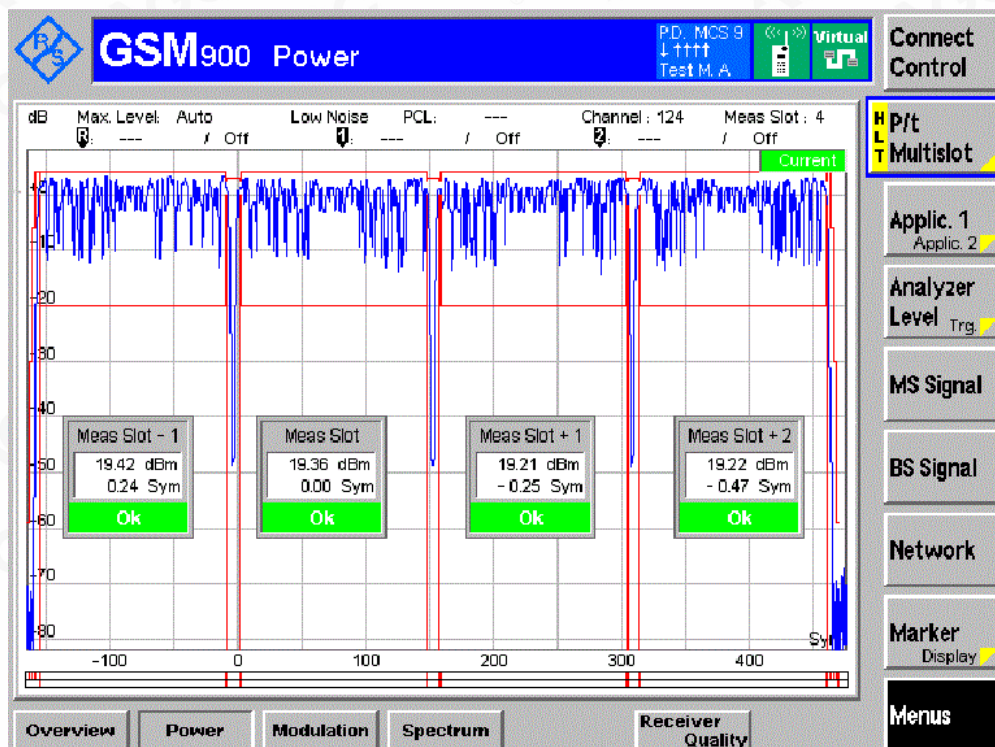 R/S
GSM900 Power
P.D. MCS 9
↓ ↑↑↑↑
Test M. A
Virtual
Connect Control
dB Max. Level: Auto Low Noise PCL: --- Channel : 124 Meas Slot : 4
R: --- / Off 1: --- / Off 2: --- / Off
Current
HLT
P/t
Multislot
Applic. 1
Applic. 2
Analyzer
Level Trg.
MS Signal
BS Signal
Network
Marker
Display
Menus
-10
-20
-30
-40
-50
-60
-70
-80
Meas Slot - 1
19.42 dBm
0.24 Sym
Ok
Meas Slot
19.36 dBm
0.00 Sym
Ok
Meas Slot + 1
19.21 dBm
- 0.25 Sym
Ok
Meas Slot + 2
19.22 dBm
- 0.47 Sym
Ok
-100 0 100 200 300 400
Overview Power Modulation Spectrum Receiver Quality